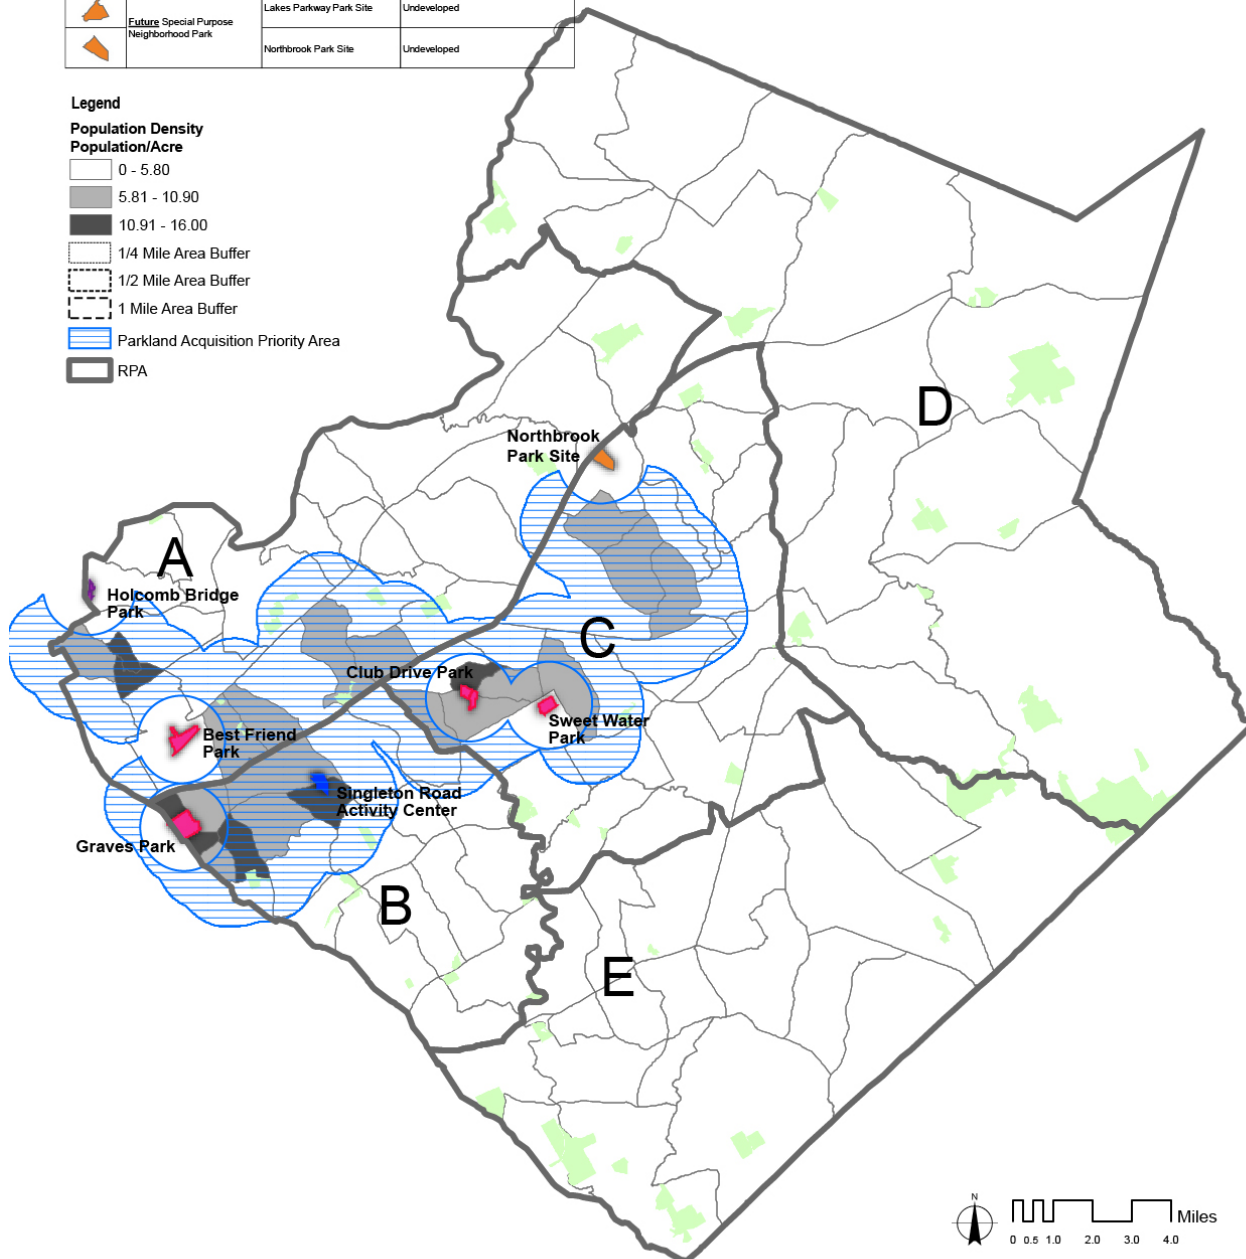 Lakes Parkway Park Site
Undeveloped
Future Special Purpose
Neighborhood Park
Northbrook Park Site
Undeveloped
Legend
Population Density
Population/Acre
0 - 5.80
5.81 - 10.90
10.91 - 16.00
1/4 Mile Area Buffer
1/2 Mile Area Buffer
1 Mile Area Buffer
Parkland Acquisition Priority Area
RPA
D
Northbrook
Park Site
A
Holcomb Bridge
Park
C
Club Drive Park
Sweet Water
Park
Best Friend
Park
Singleton Road
Activity Center
Graves Park
B
E
N
Miles
0 0.5 1.0 2.0 3.0 4.0